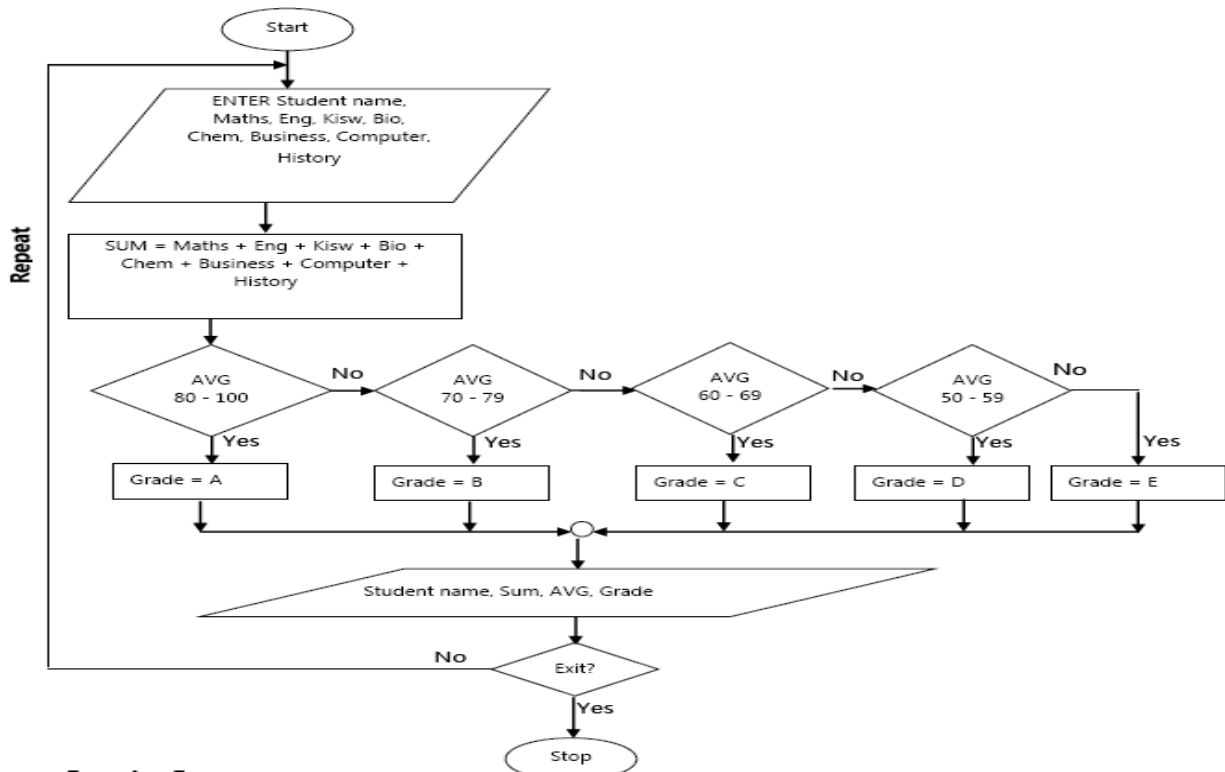 Start
ENTER Student name,
Maths, Eng, Kisw, Bio,
Chem, Business, Computer,
History
Repeat
SUM = Maths + Eng + Kisw + Bio +
Chem + Business + Computer +
History
AVG
80 - 100
No
AVG
70 - 79
No
AVG
60 - 69
No
AVG
50 - 59
No
Yes
Yes
Yes
Yes
Yes
Grade = A
Grade = B
Grade = C
Grade = D
Grade = E
Student name, Sum, AVG, Grade
No
Exit?
Yes
Stop